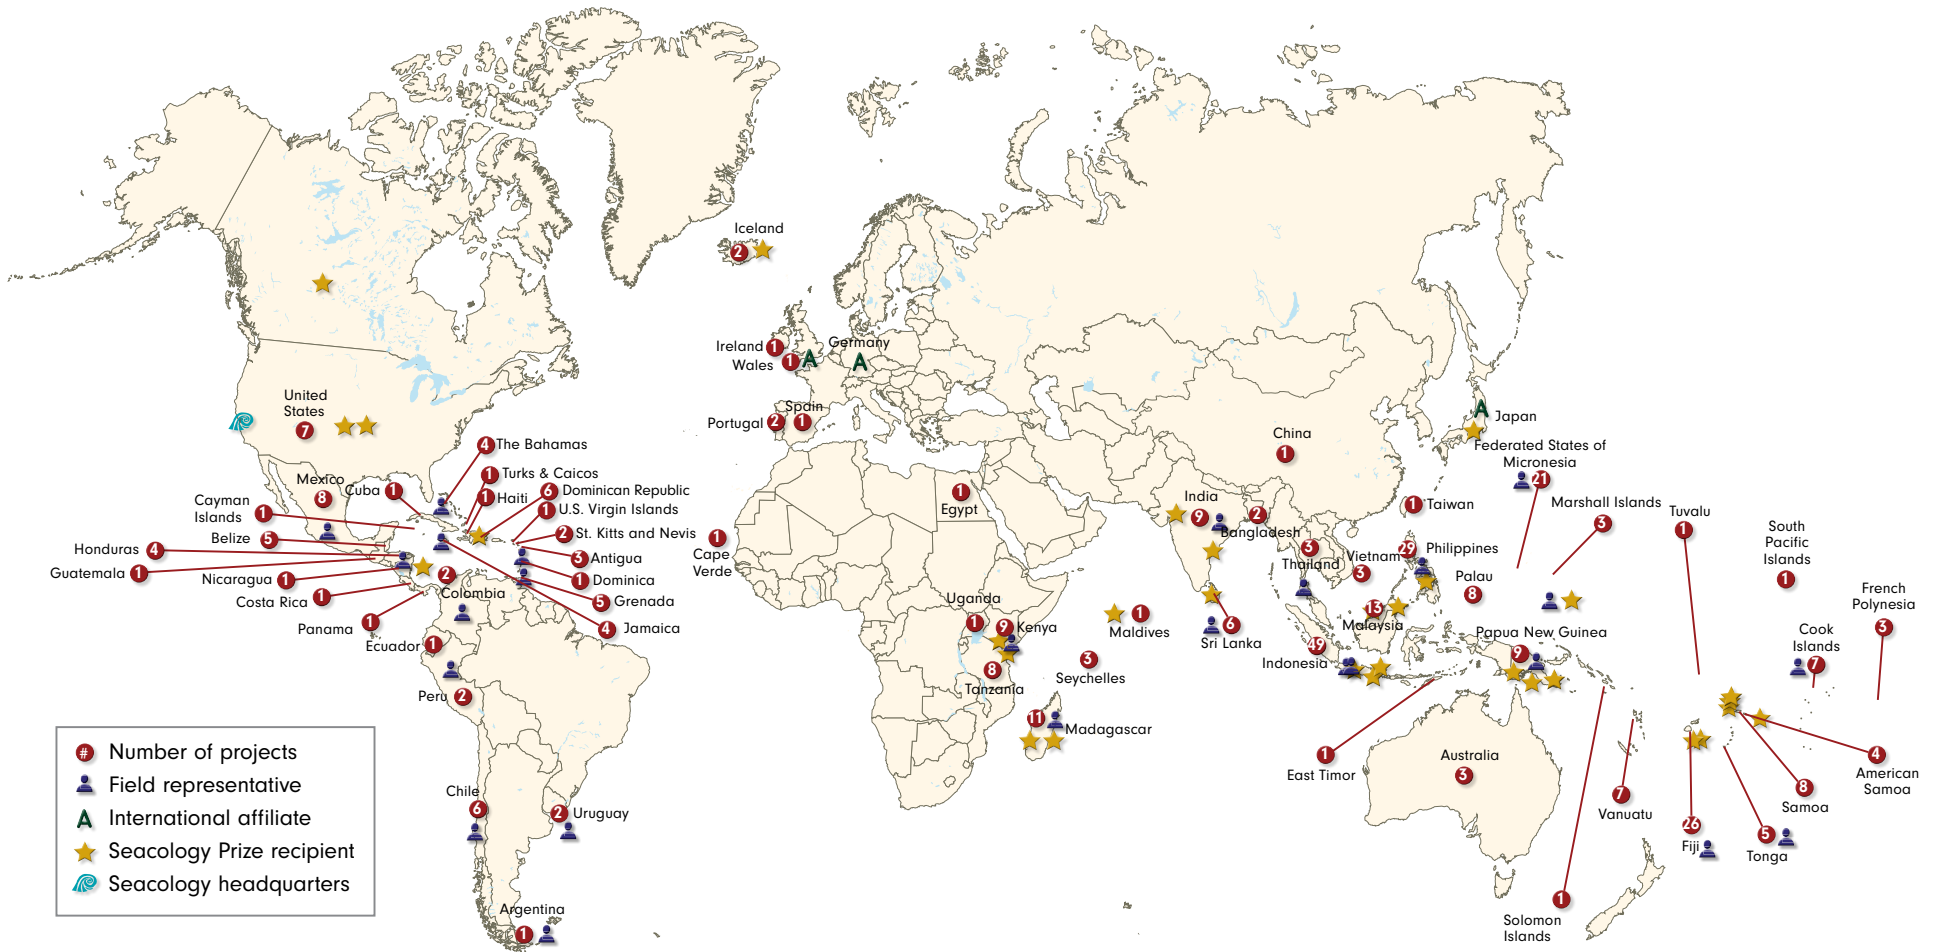 Iceland
2
Ireland
1
Wales
1
A
Germany
A
Portugal
2
Spain
1
United
States
7
A
Japan
China
1
Federated States of
Micronesia
21
Marshall Islands
3
Tuvalu
1
South
Pacific
Islands
1
French
Polynesia
3
Cook
Islands
7
4
The Bahamas
1
Turks & Caicos
1
Haiti
6
Dominican Republic
1
U.S. Virgin Islands
2
St. Kitts and Nevis
3
Antigua
1
Dominica
5
Grenada
4
Jamaica
Mexico
8
Cuba
1
Cayman
Islands
1
Belize
5
Honduras
4
Guatemala
1
Nicaragua
1
Costa Rica
1
Panama
1
2
Colombia
Ecuador
1
Peru
2
Chile
6
2
Uruguay
Argentina
1
1
Cape
Verde
1
Egypt
Uganda
1
9
Kenya
8
Tanzania
3
Seychelles
11
Madagascar
1
Maldives
India
9
2
Bangladesh
6
Sri Lanka
3
Thailand
Vietnam
3
1
Taiwan
29
Philippines
Palau
8
13
Malaysia
49
Indonesia
Papua New Guinea
9
1
East Timor
Australia
3
1
Solomon
Islands
7
Vanuatu
26
Fiji
5
Tonga
8
Samoa
4
American
Samoa
# Number of projects
Field representative
A International affiliate
Seacology Prize recipient
Seacology headquarters